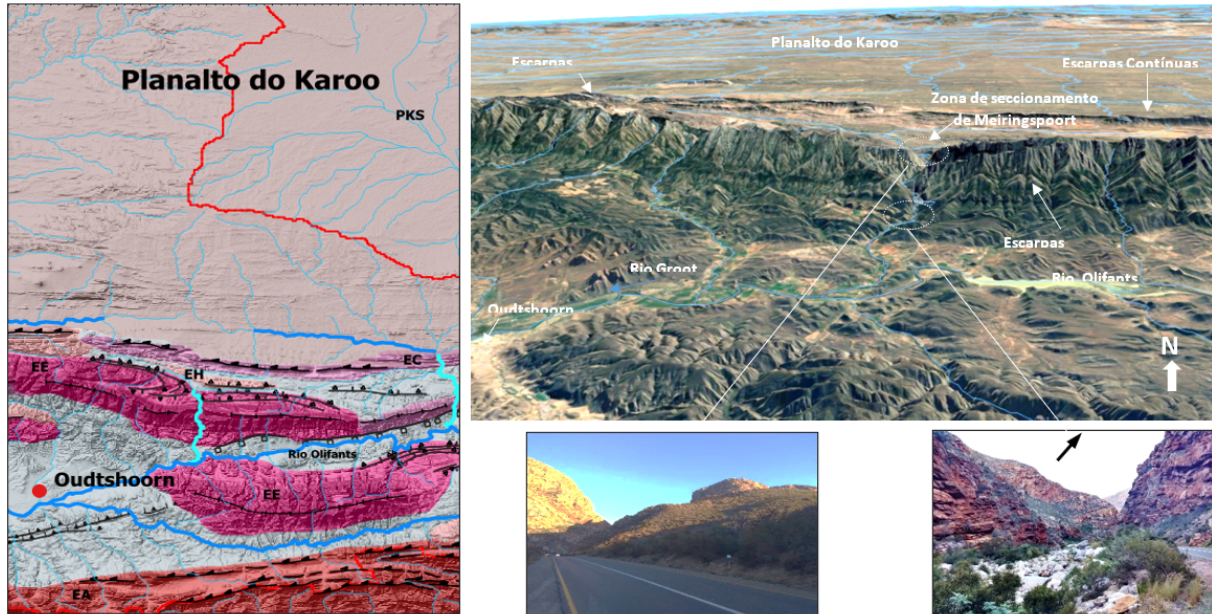 Planalto do Karoo
PKS
EE
EH
EC
Rio Olifants
Oudtshoorn
EE
EA
Planalto do Karoo
Escarpas
Escarpas Contínuas
Zona de seccionamento
de Meiringspoort
Escarpas
Rio Groot
Rio Olifants
Oudtshoorn
N